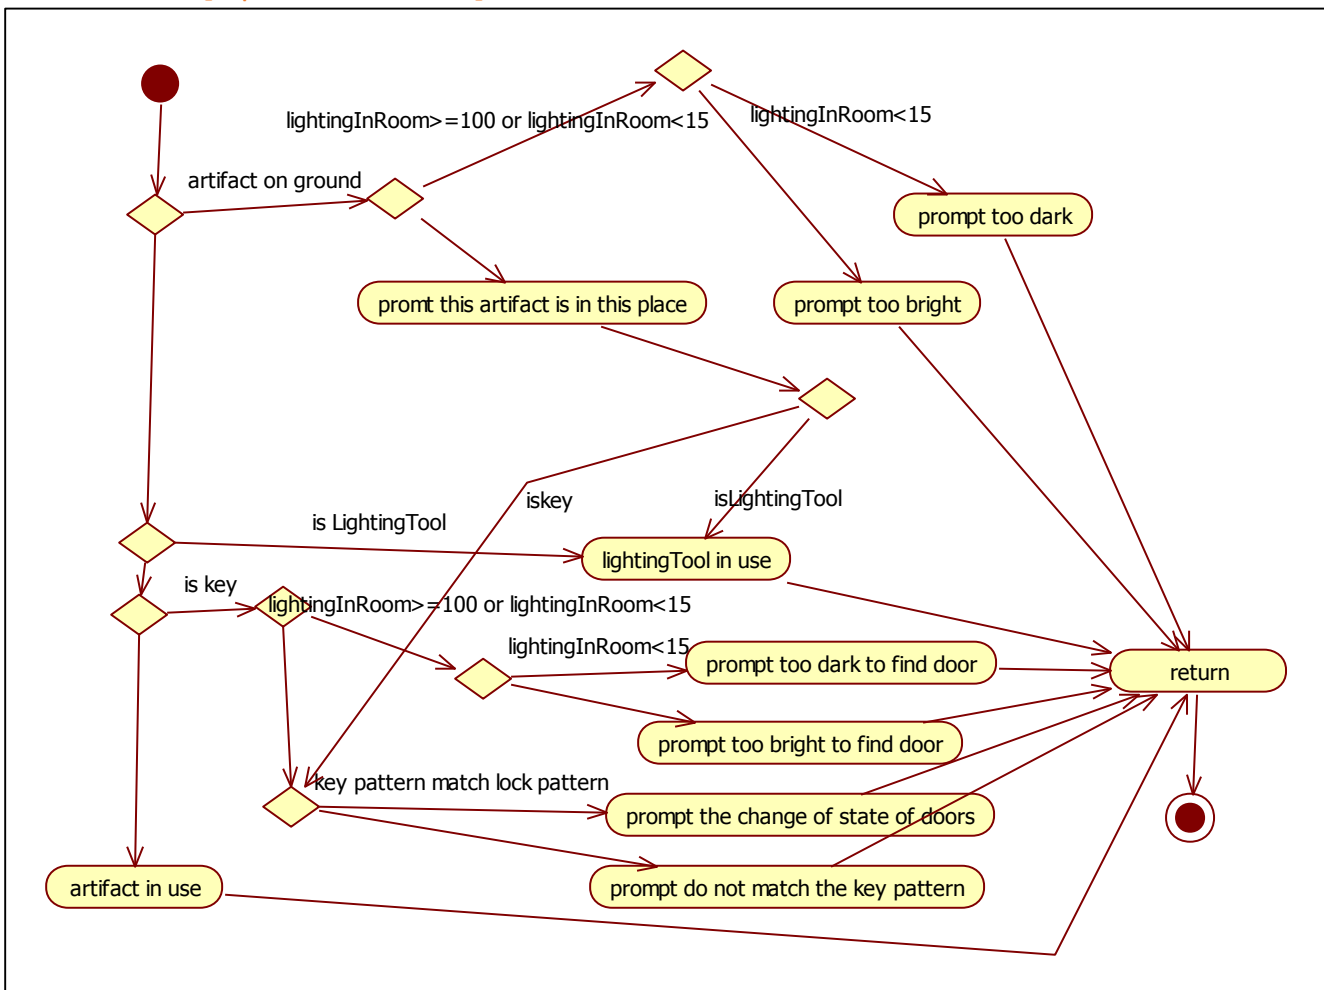 lightingInRoom>=100 or lightingInRoom<15
lightingInRoom<15
artifact on ground
prompt too dark
promt this artifact is in this place
prompt too bright
iskey
isLightingTool
is LightingTool
lightingTool in use
is key
lightingInRoom>=100 or lightingInRoom<15
lightingInRoom<15
prompt too dark to find door
return
prompt too bright to find door
key pattern match lock pattern
prompt the change of state of doors
artifact in use
prompt do not match the key pattern